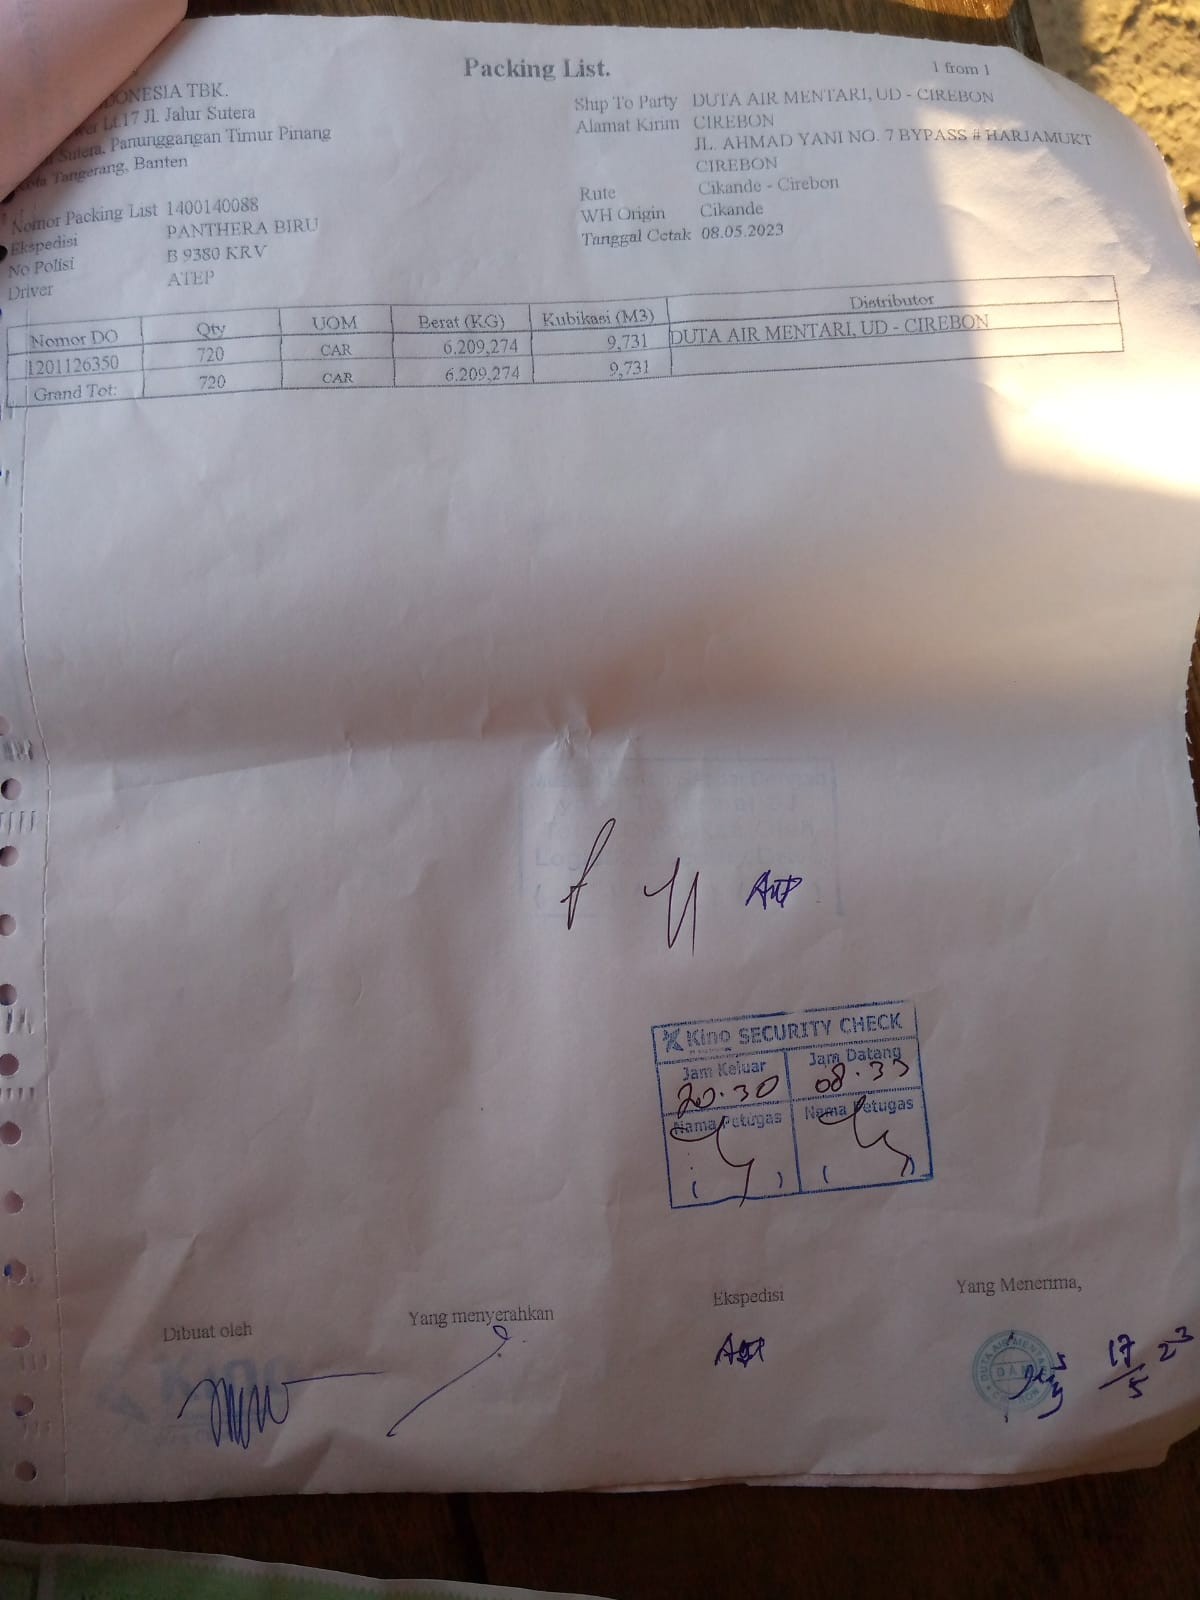 Packing List.
1 from 1
DONESIA TBK.
Lt.17 Jl. Jalur Sutera
Sutera, Panunggangan Timur Pinang
Kota Tangerang, Banten
Ship To Party DUTA AIR MENTARI, UD - CIREBON
Alamat Kirim CIREBON
JL. AHMAD YANI NO. 7 BYPASS # HARJAMUKT
CIREBON
Rute Cikande - Cirebon
WH Origin Cikande
Tanggal Cetak 08.05.2023
Nomor Packing List 1400140088
Ekspedisi PANTHERA BIRU
No Polisi B 9380 KRV
Driver ATEP
Nomor DO Qty UOM Berat (KG) Kubikasi (M3) Distributor
1201126350 720 CAR 6.209,274 9,731 DUTA AIR MENTARI, UD - CIREBON
Grand Tot: 720 CAR 6.209,274 9,731
Kino SECURITY CHECK
Jam Keluar Jam Datang
20.30 08.33
Nama Petugas Nama Petugas
Dibuat oleh Yang menyerahkan Ekspedisi Yang Menerima,
KINO
DUTA AIR MENTARI
DAM
CIREBON
17/5 23